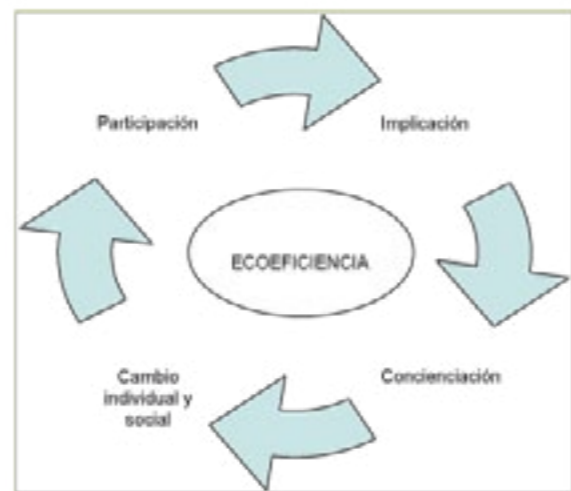 Participación
Implicación
ECOEFICIENCIA
Concienciación
Cambio
individual y
social